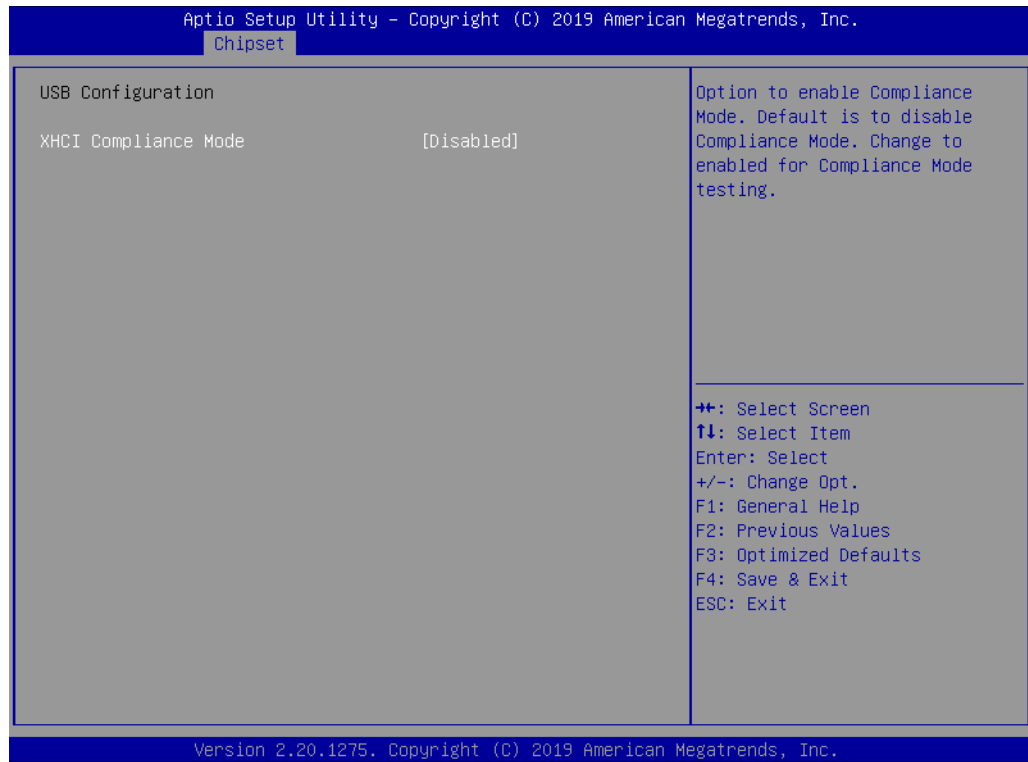 Aptio Setup Utility – Copyright (C) 2019 American Megatrends, Inc.
Chipset
USB Configuration
XHCI Compliance Mode [Disabled]
Option to enable Compliance
Mode. Default is to disable
Compliance Mode. Change to
enabled for Compliance Mode
testing.
→←: Select Screen
↑↓: Select Item
Enter: Select
+/-: Change Opt.
F1: General Help
F2: Previous Values
F3: Optimized Defaults
F4: Save & Exit
ESC: Exit
Version 2.20.1275. Copyright (C) 2019 American Megatrends, Inc.